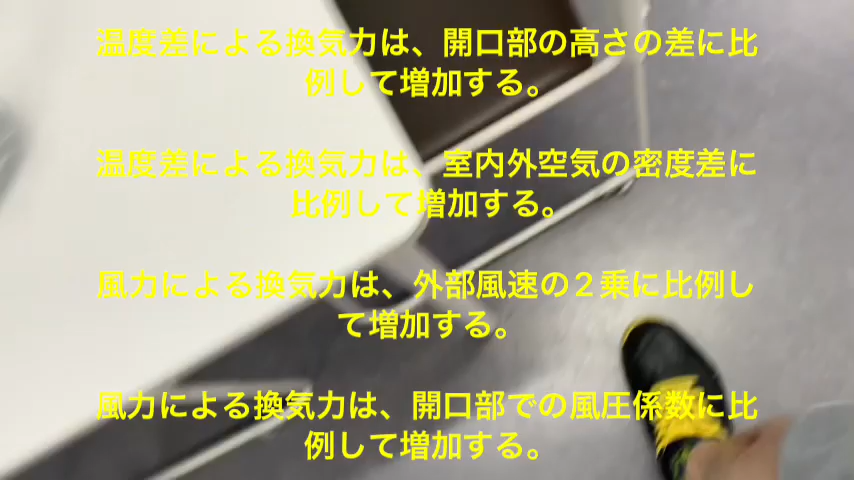 温度差による換気力は、開口部の高さの差に比
例して増加する。
温度差による換気力は、室内外空気の密度差に
比例して増加する。
風力による換気力は、外部風速の２乗に比例し
て増加する。
風力による換気力は、開口部での風圧係数に比
例して増加する。